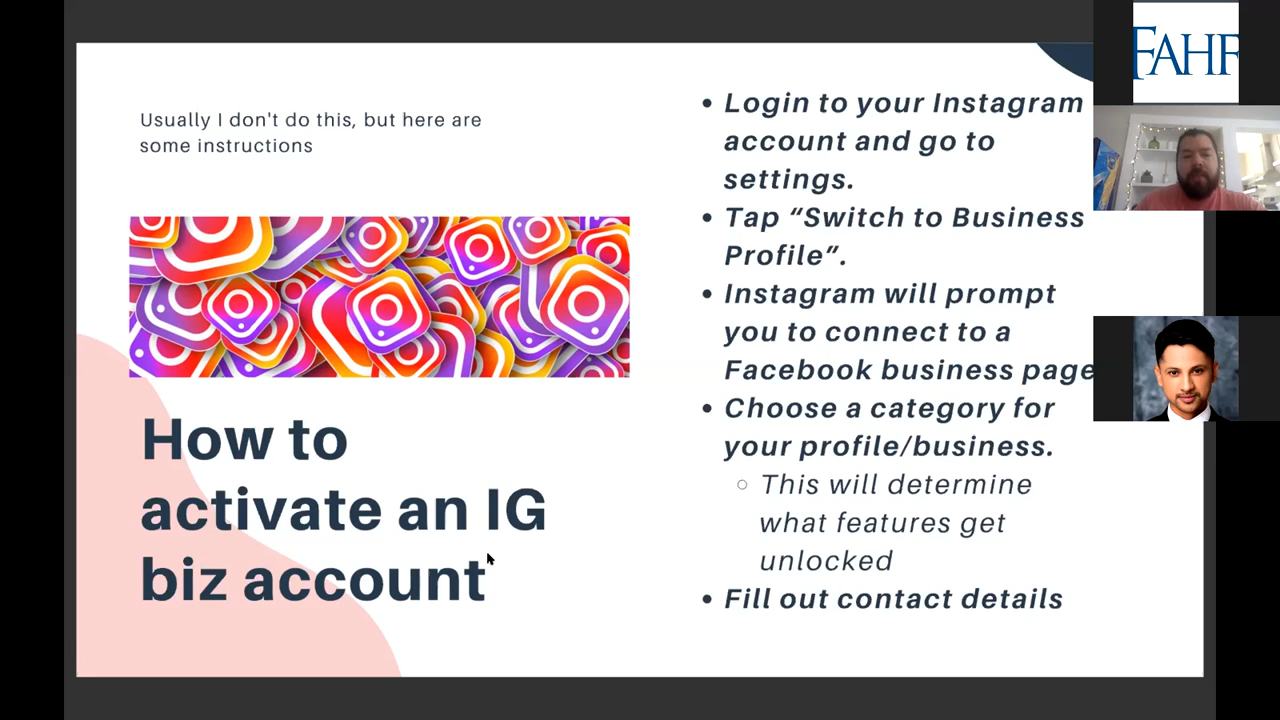 Usually I don't do this, but here are
some instructions
How to
activate an IG
biz account
• Login to your Instagram
account and go to
settings.
• Tap “Switch to Business
Profile”.
• Instagram will prompt
you to connect to a
Facebook business page
• Choose a category for
your profile/business.
○ This will determine
what features get
unlocked
• Fill out contact details
FAHF